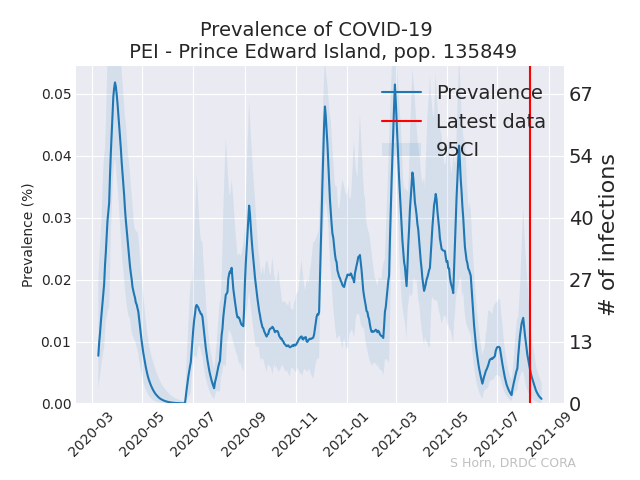 Prevalence of COVID-19
PEI - Prince Edward Island, pop. 135849
Prevalence (%)
0.05
0.04
0.03
0.02
0.01
0.00
Prevalence
Latest data
95CI
67
54
40
27
13
0
# of infections
2020-03
2020-05
2020-07
2020-09
2020-11
2021-01
2021-03
2021-05
2021-07
2021-09
S Horn, DRDC CORA